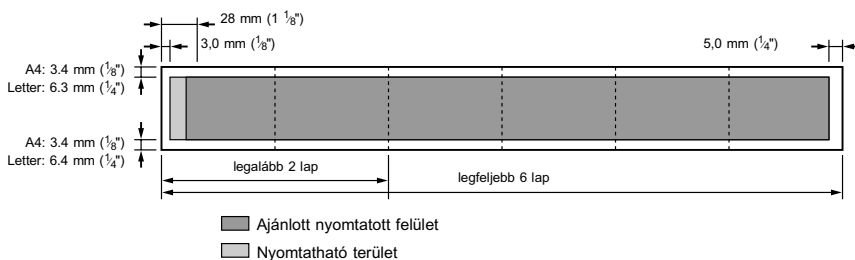 28 mm (1 1/8")
3,0 mm (1/8")
5,0 mm (1/4")
A4: 3.4 mm (1/8")
Letter: 6.3 mm (1/4")
A4: 3.4 mm (1/8")
Letter: 6.4 mm (1/4")
legalább 2 lap
legfeljebb 6 lap
Ajánlott nyomtatott felület
Nyomtatható terület